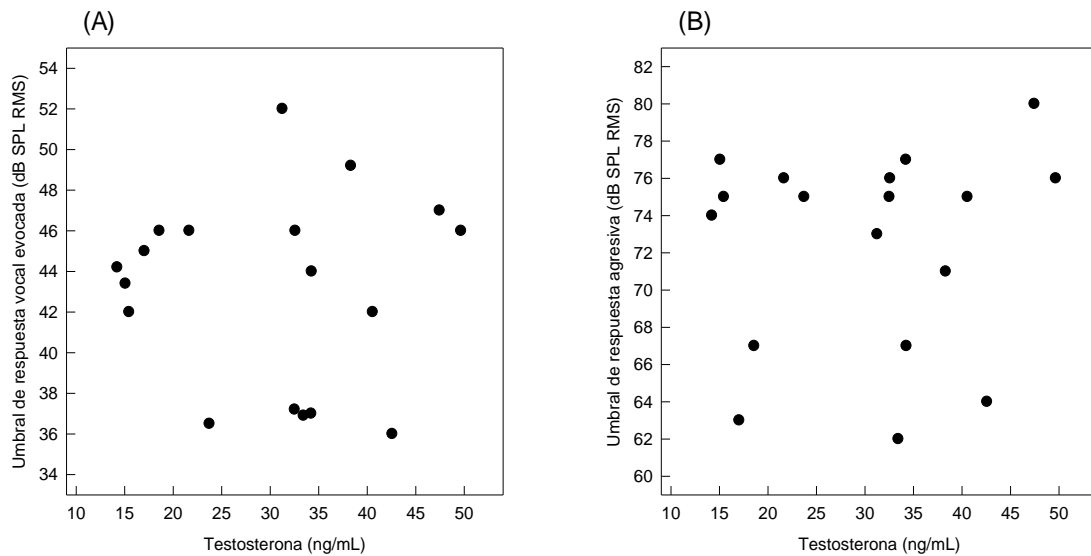 (A)
Umbral de respuesta vocal evocada (dB SPL RMS)
54
52
50
48
46
44
42
40
38
36
34
10 15 20 25 30 35 40 45 50
Testosterona (ng/mL)
(B)
Umbral de respuesta agresiva (dB SPL RMS)
82
80
78
76
74
72
70
68
66
64
62
60
10 15 20 25 30 35 40 45 50
Testosterona (ng/mL)